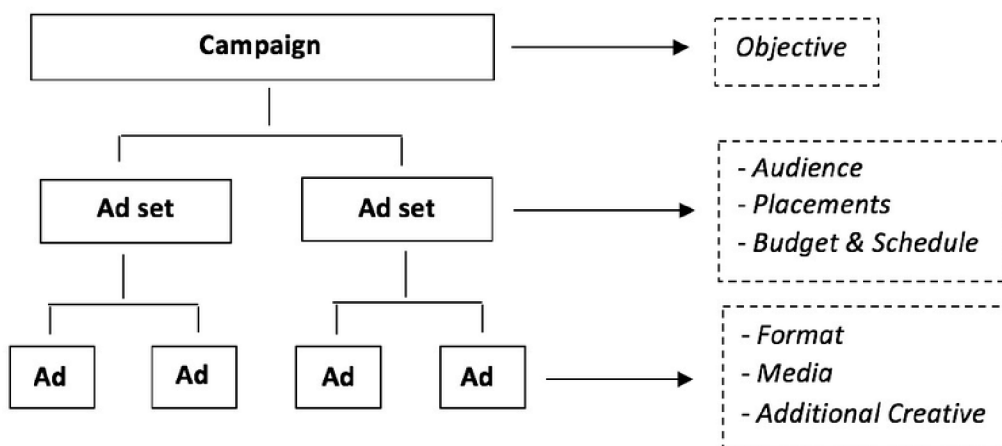 Campaign
Objective
Ad set
Ad set
- Audience
- Placements
- Budget & Schedule
Ad
Ad
Ad
Ad
- Format
- Media
- Additional Creative